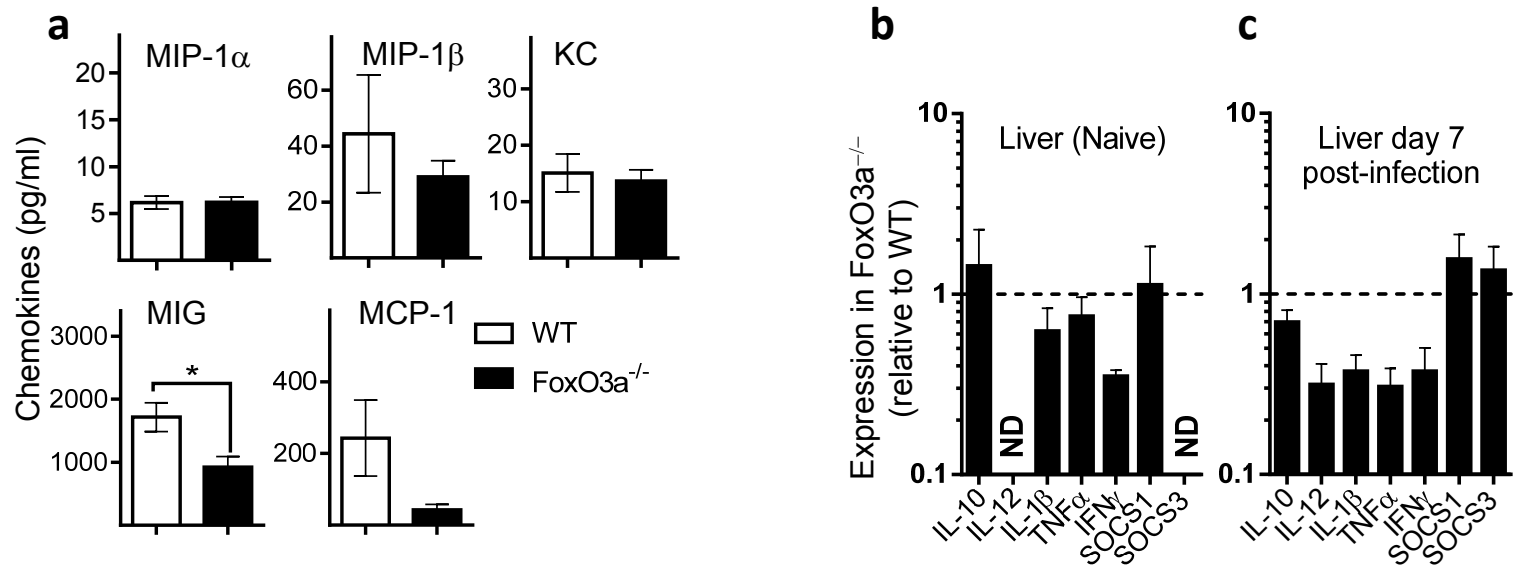 a
b
c
Chemokines (pg/ml)
MIP-1α
20
15
10
5
MIP-1β
60
40
20
KC
30
20
10
MIG
3000
2000
1000
*
MCP-1
400
200
WT
FoxO3a-/-
Expression in FoxO3a−/−
(relative to WT)
10
1
0.1
Liver (Naive)
ND
ND
IL-10
IL-12
IL-1β
TNFα
IFNγ
SOCS1
SOCS3
10
1
0.1
Liver day 7
post-infection
IL-10
IL-12
IL-1β
TNFα
IFNγ
SOCS1
SOCS3